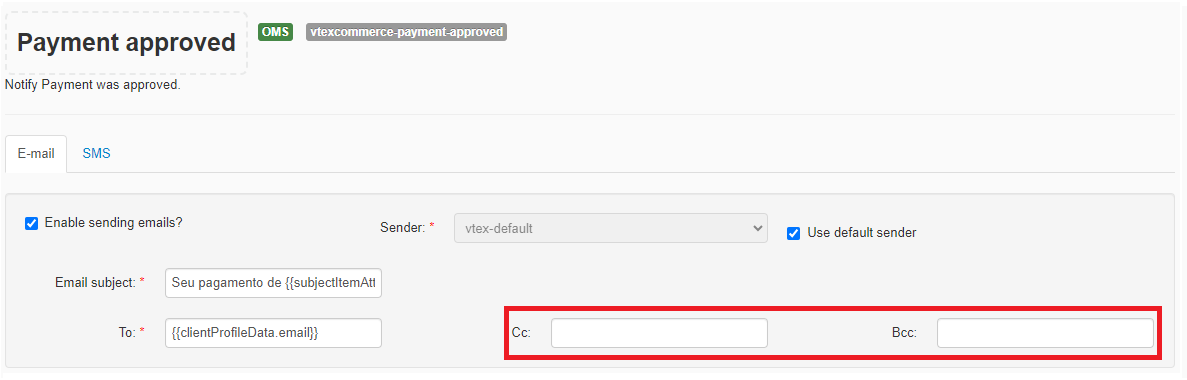 Payment approved OMS vtexcommerce-payment-approved
Notify Payment was approved.
E-mail SMS
Enable sending emails? Sender: * vtex-default Use default sender
Email subject: * Seu pagamento de {{subjectItemAtt
To: * {{clientProfileData.email}} Cc: Bcc: